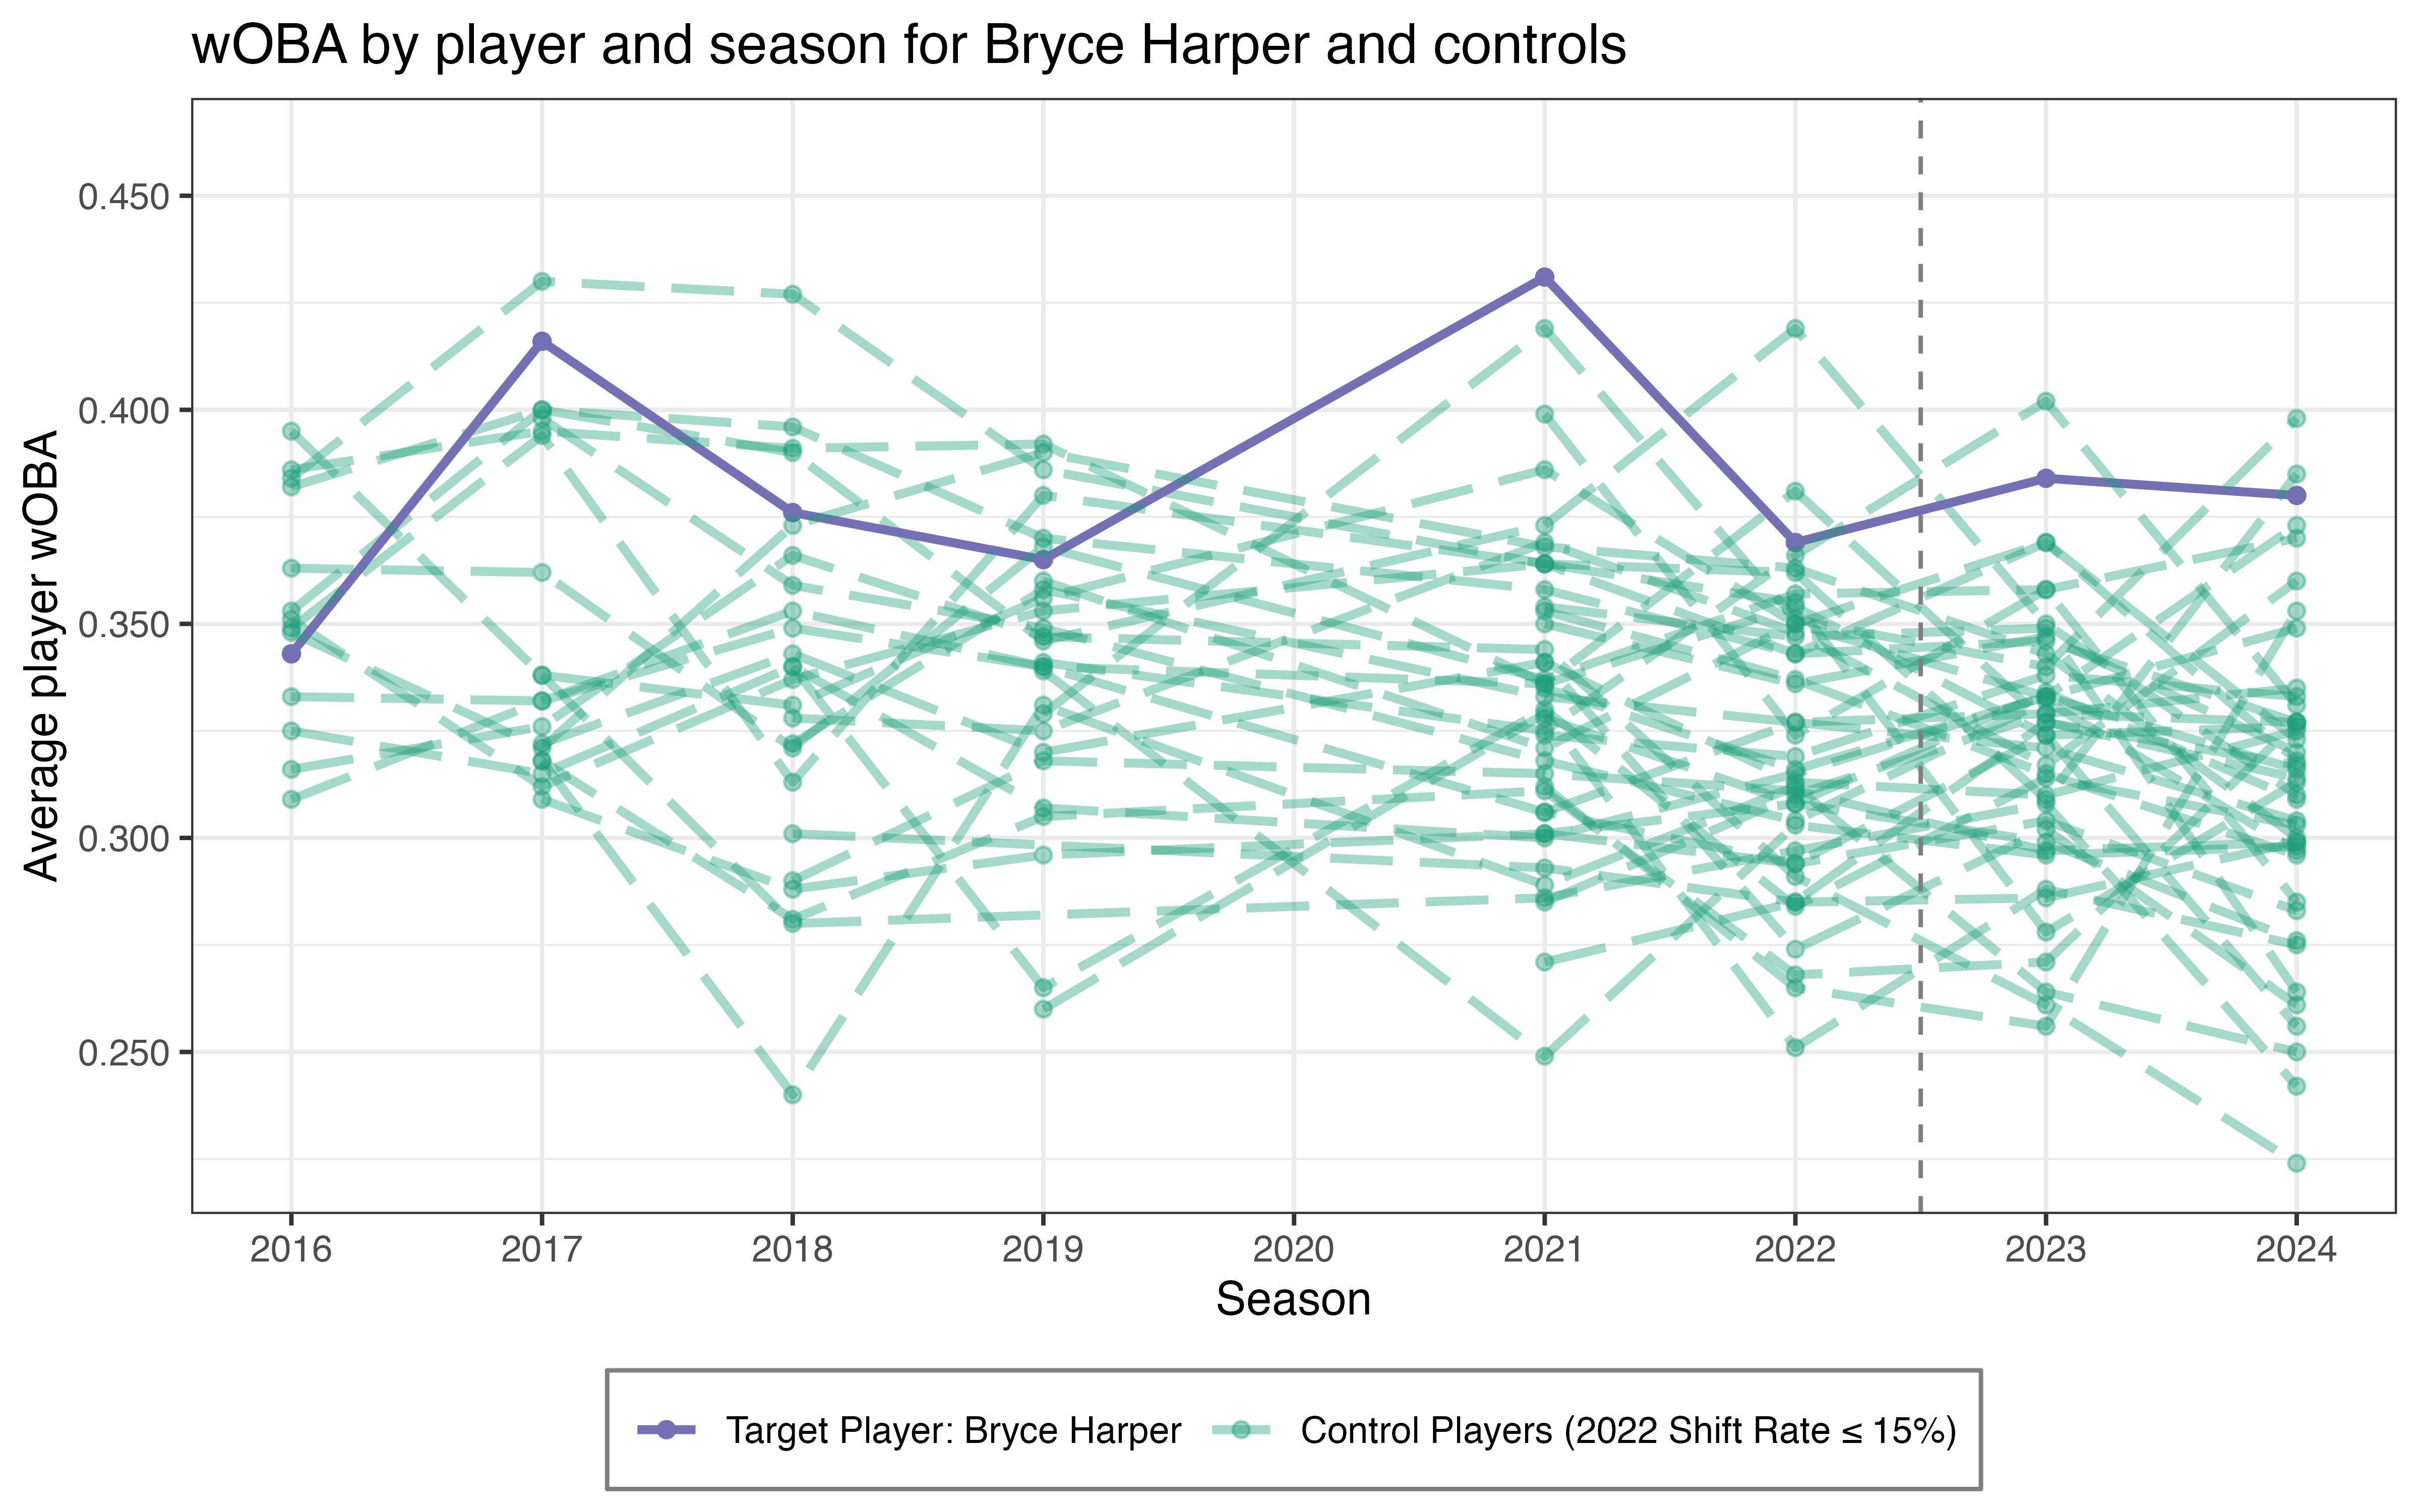 wOBA by player and season for Bryce Harper and controls
Average player wOBA
0.450
0.400
0.350
0.300
0.250
2016 2017 2018 2019 2020 2021 2022 2023 2024
Season
Target Player: Bryce Harper Control Players (2022 Shift Rate ≤ 15%)